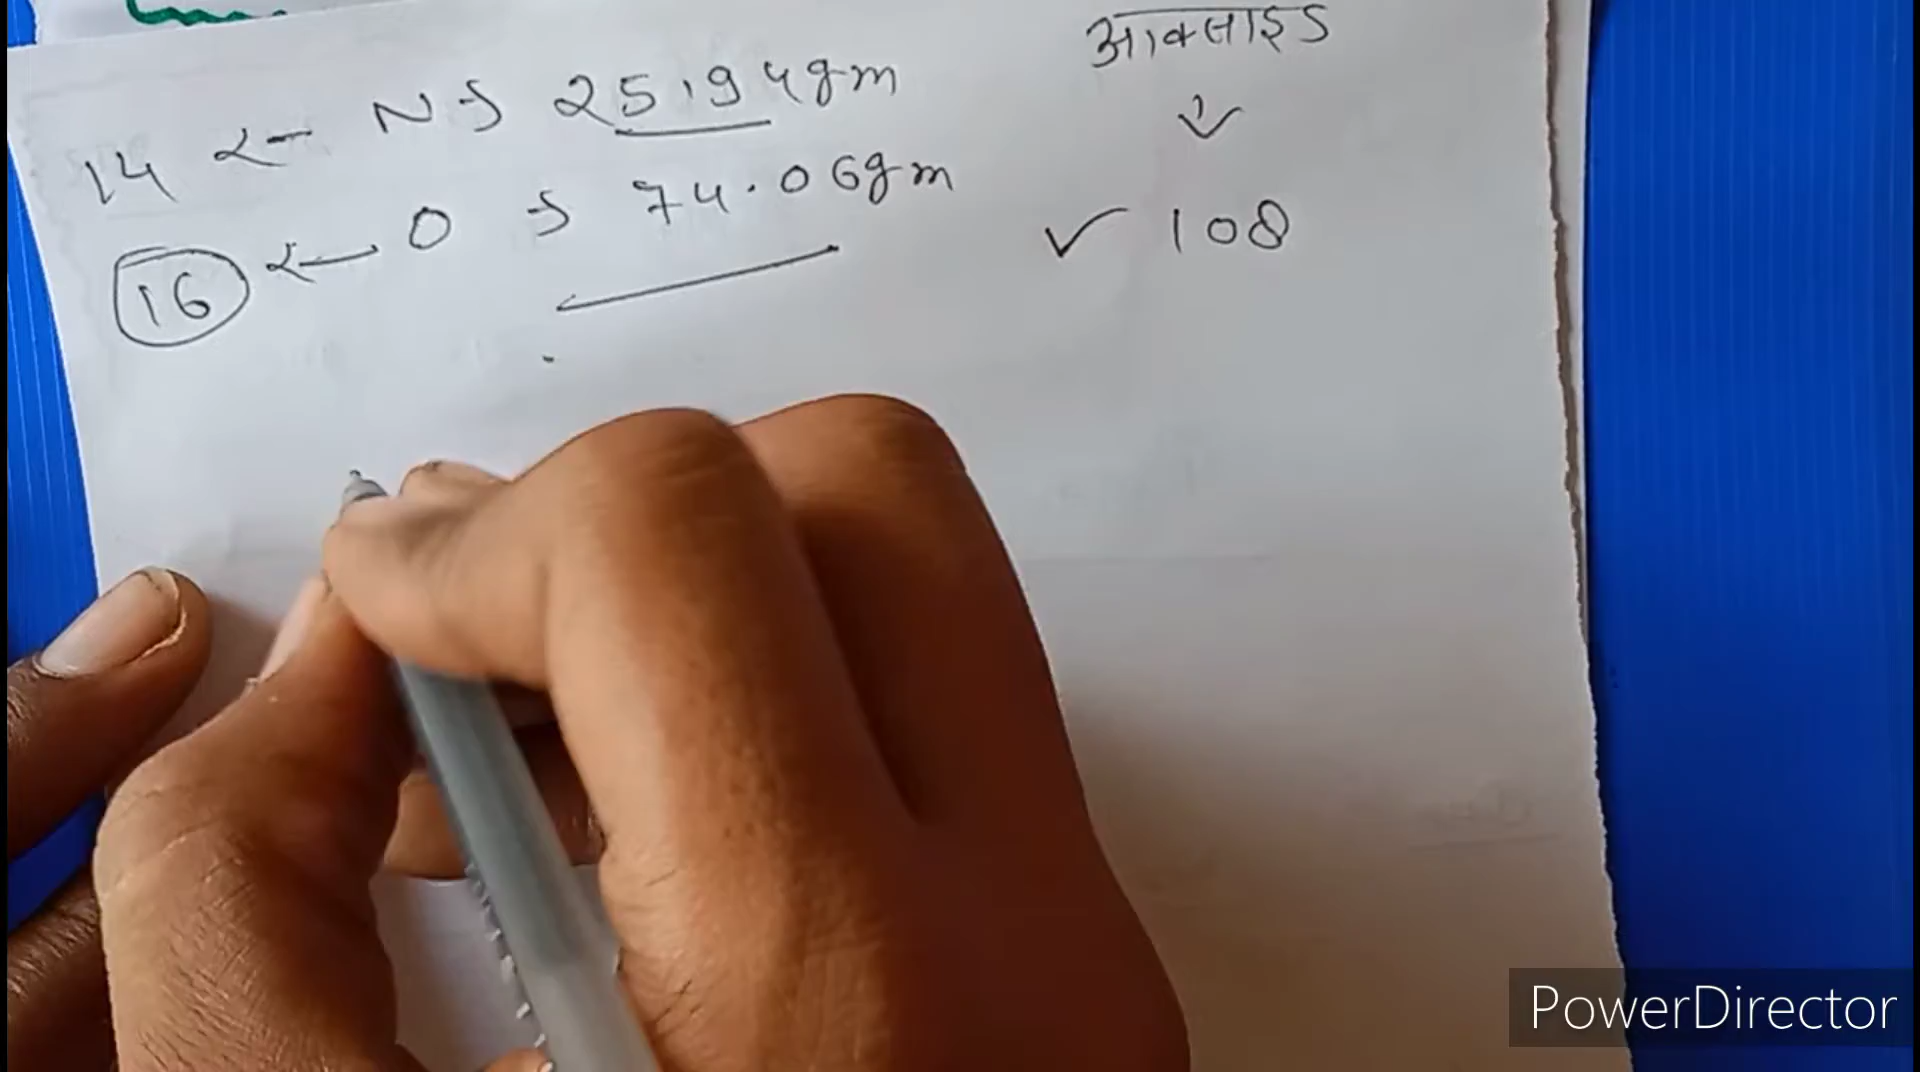 आक्साइड
14 ← N → 25.94gm
16 ← O → 74.06gm
↓
✓ 108
PowerDirector